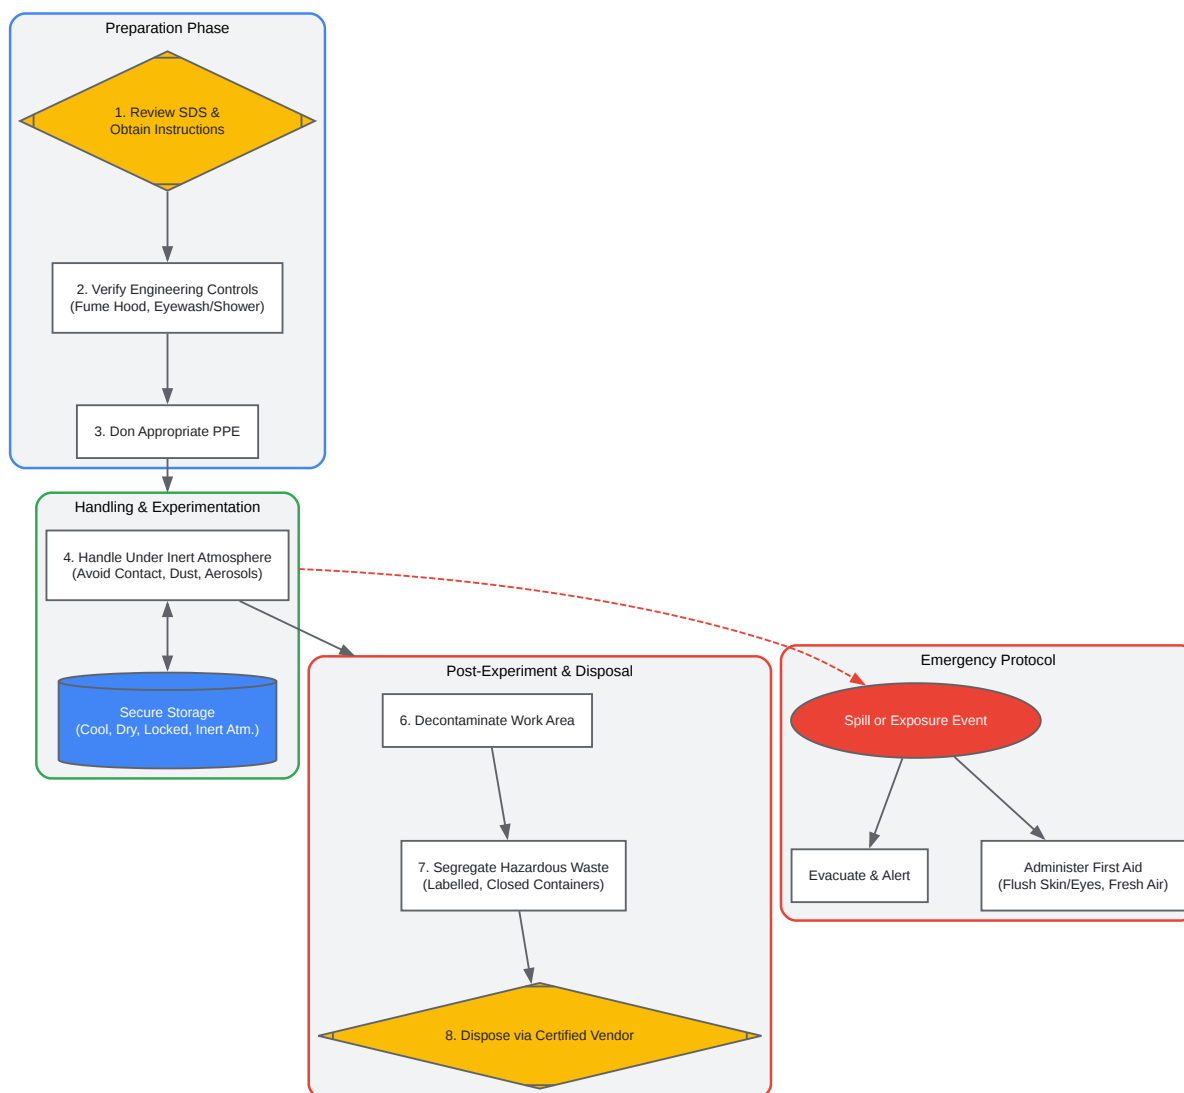 Preparation Phase
1. Review SDS &
Obtain Instructions
2. Verify Engineering Controls
(Fume Hood, Eyewash/Shower)
3. Don Appropriate PPE
Handling & Experimentation
4. Handle Under Inert Atmosphere
(Avoid Contact, Dust, Aerosols)
Secure Storage
(Cool, Dry, Locked, Inert Atm.)
Post-Experiment & Disposal
6. Decontaminate Work Area
7. Segregate Hazardous Waste
(Labelled, Closed Containers)
8. Dispose via Certified Vendor
Emergency Protocol
Spill or Exposure Event
Evacuate & Alert
Administer First Aid
(Flush Skin/Eyes, Fresh Air)